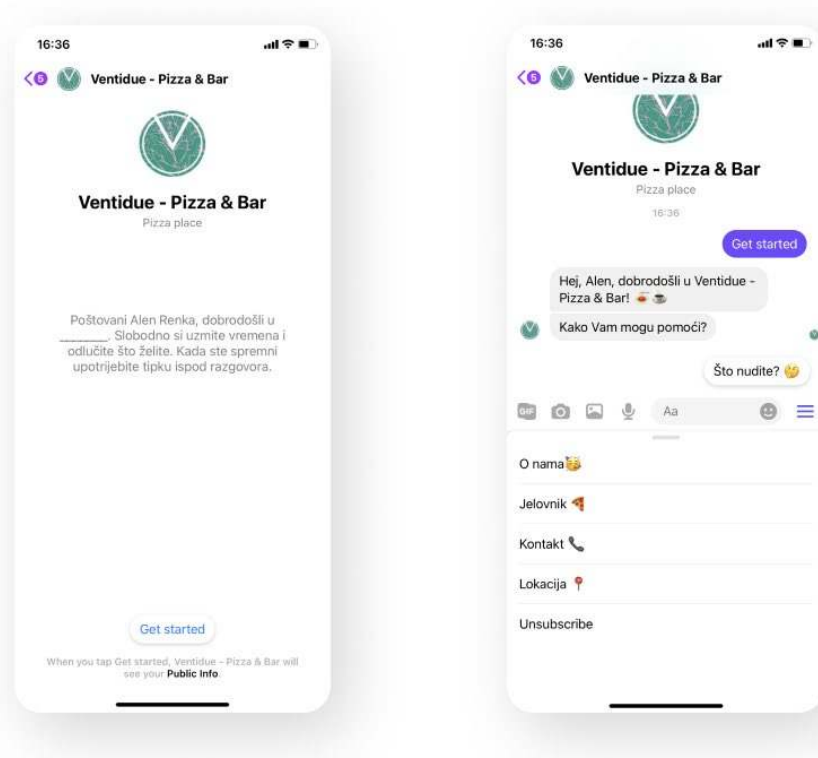 16:36
5
Ventidue - Pizza & Bar
Ventidue - Pizza & Bar
Pizza place
Poštovani Alen Renka, dobrodošli u
________. Slobodno si uzmite vremena i
odlučite što želite. Kada ste spremni
upotrijebite tipku ispod razgovora.
Get started
When you tap Get started, Ventidue - Pizza & Bar will
see your Public Info.
16:36
5
Ventidue - Pizza & Bar
Ventidue - Pizza & Bar
Pizza place
16:36
Get started
Hej, Alen, dobrodošli u Ventidue -
Pizza & Bar! 🍝 ☕
Kako Vam mogu pomoći?
Što nudite? 🤔
GIF
Aa
O nama🥳
Jelovnik 🍕
Kontakt 📞
Lokacija 📍
Unsubscribe